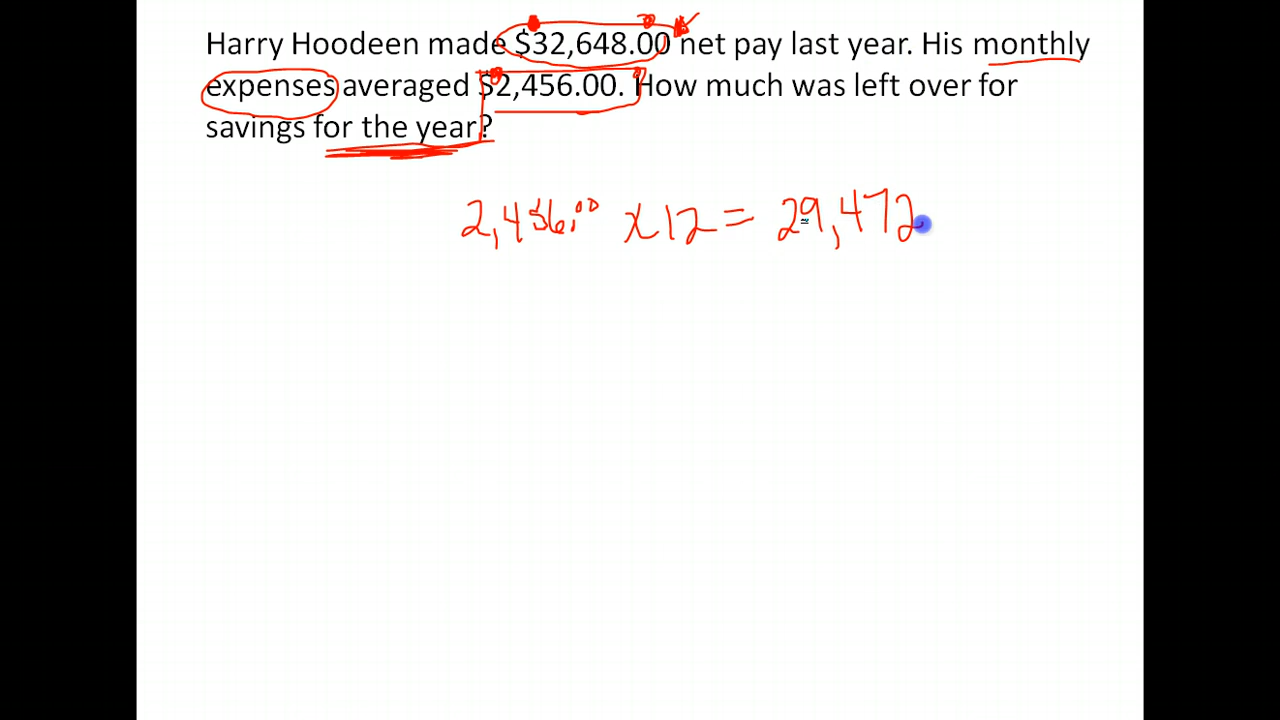 Harry Hoodeen made $32,648.00 net pay last year. His monthly
expenses averaged $2,456.00. How much was left over for
savings for the year?
2,456.00 x 12 = 29,472